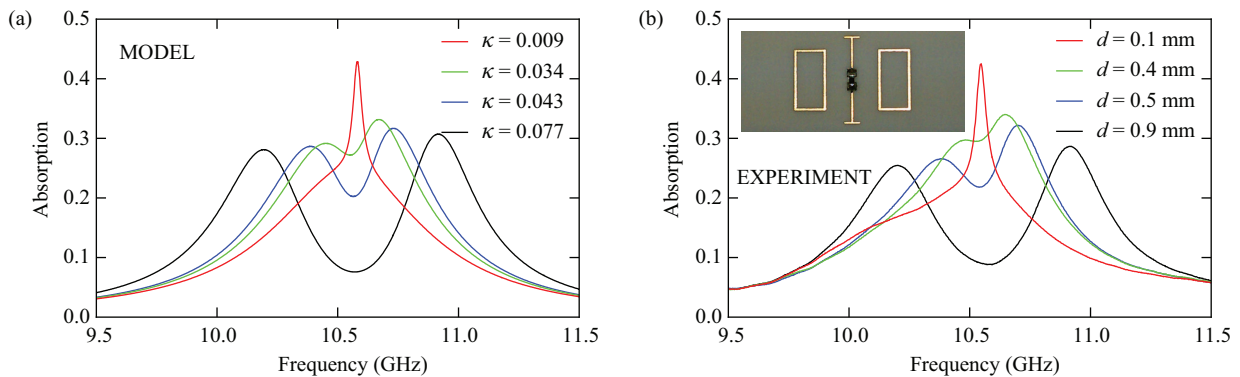 (a)
0.5
0.4
0.3
0.2
0.1
0.0
Absorption
MODEL
κ = 0.009
κ = 0.034
κ = 0.043
κ = 0.077
9.5 10.0 10.5 11.0 11.5
Frequency (GHz)
(b)
0.5
0.4
0.3
0.2
0.1
0.0
Absorption
EXPERIMENT
d = 0.1 mm
d = 0.4 mm
d = 0.5 mm
d = 0.9 mm
9.5 10.0 10.5 11.0 11.5
Frequency (GHz)